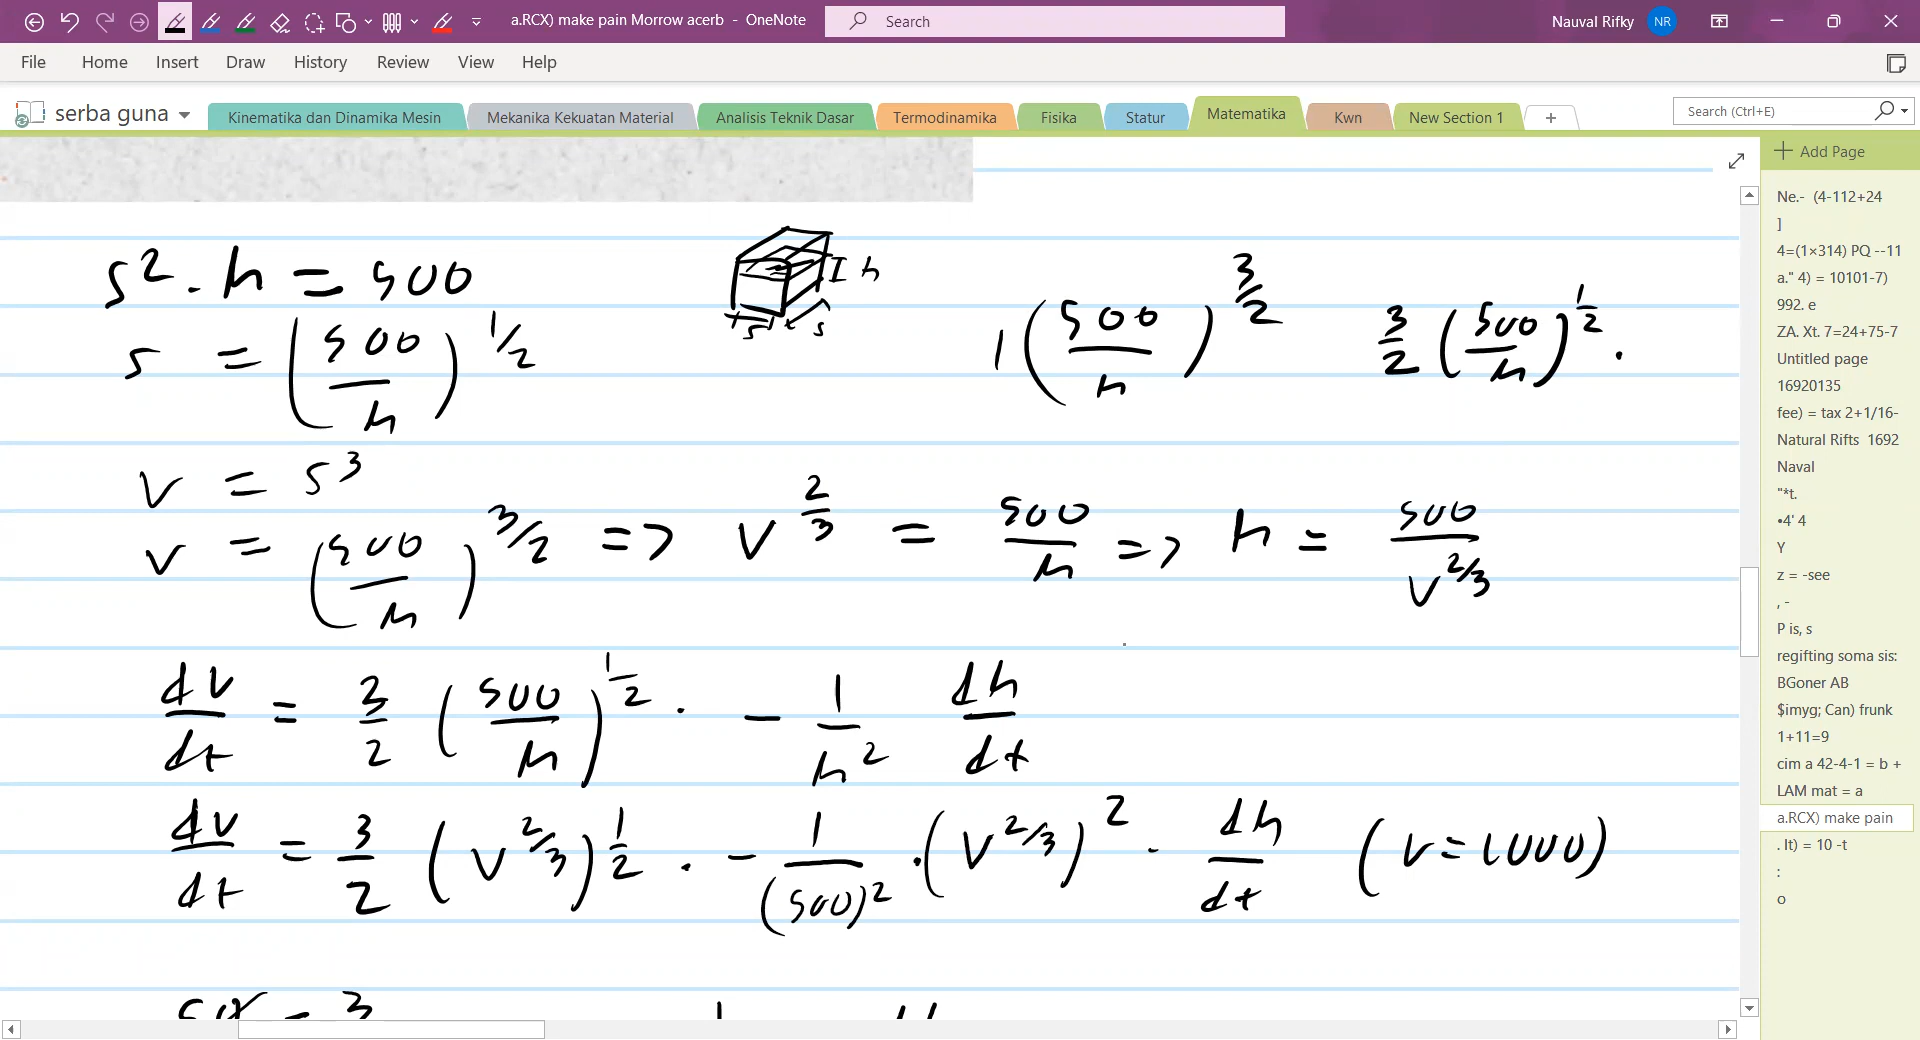 a.RCX) make pain Morrow acerb - OneNote
Search
Nauval Rifky NR
File Home Insert Draw History Review View Help
serba guna
Kinematika dan Dinamika Mesin
Mekanika Kekuatan Material
Analisis Teknik Dasar
Termodinamika
Fisika
Statur
Matematika
Kwn
New Section 1
+
Search (Ctrl+E)
Add Page
Ne.- (4-112+24
]
4=(1×314) PQ --11
a." 4) = 10101-7)
992. e
ZA. Xt. 7=24+75-7
Untitled page
16920135
fee) = tax 2+1/16-
Natural Rifts 1692
Naval
"*t.
•4' 4
Y
z = -see
, -
P is, s
regifting soma sis:
BGoner AB
$imyg; Can) frunk
1+11=9
cim a 42-4-1 = b +
LAM mat = a
a.RCX) make pain
. It) = 10 -t
:
o
s² . h = 500
h
s s
1 (500/h)^3/2 3/2 (500/h)^1/2 .
s = (500/h)^1/2
v = s³
v = (500/h)^3/2 => v^2/3 = 500/h => h = 500/v^2/3
dv/dt = 3/2 (500/h)^1/2 . - 1/h² dh/dt
dv/dt = 3/2 (v^2/3)^1/2 . - 1/(500)² . (v^2/3)² . dh/dt (v=1000)